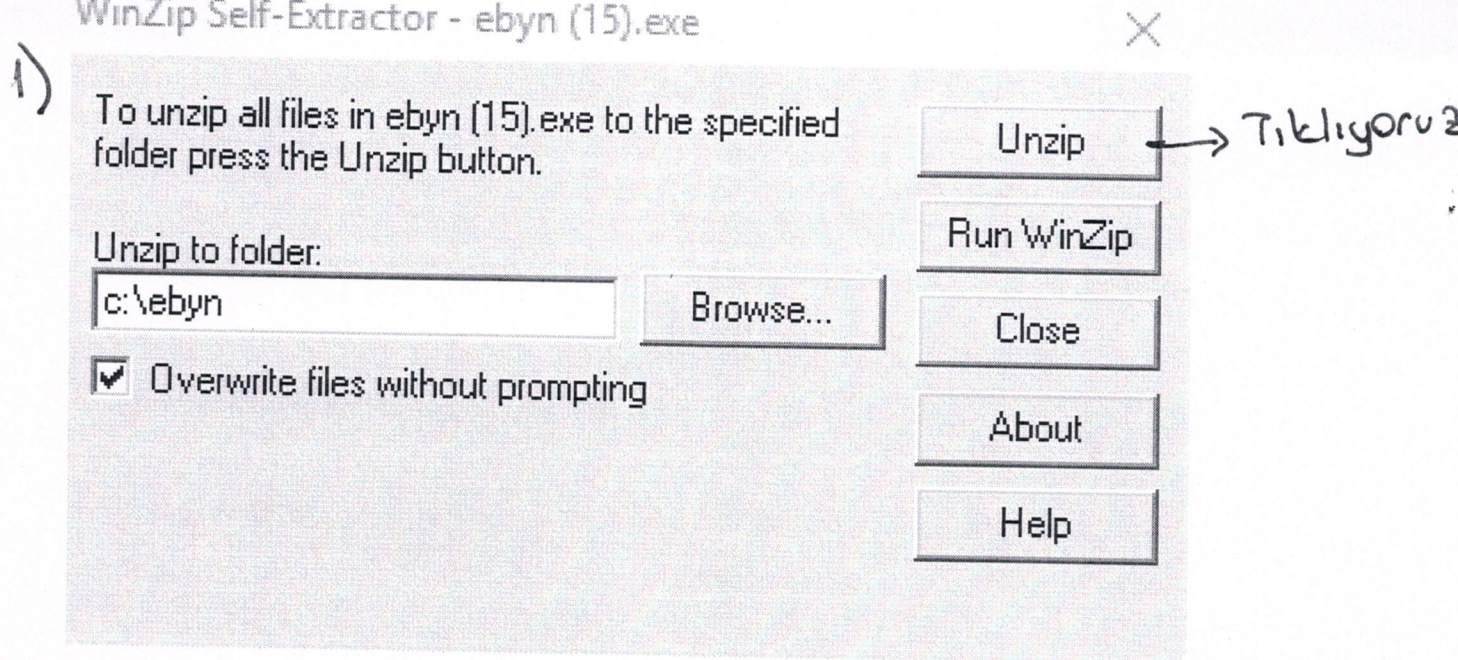 WinZip Self-Extractor - ebyn (15).exe
1)
To unzip all files in ebyn (15).exe to the specified
folder press the Unzip button.
Unzip → Tıklıyoruz
Run WinZip
Unzip to folder:
c:\ebyn
Browse...
Close
Overwrite files without prompting
About
Help